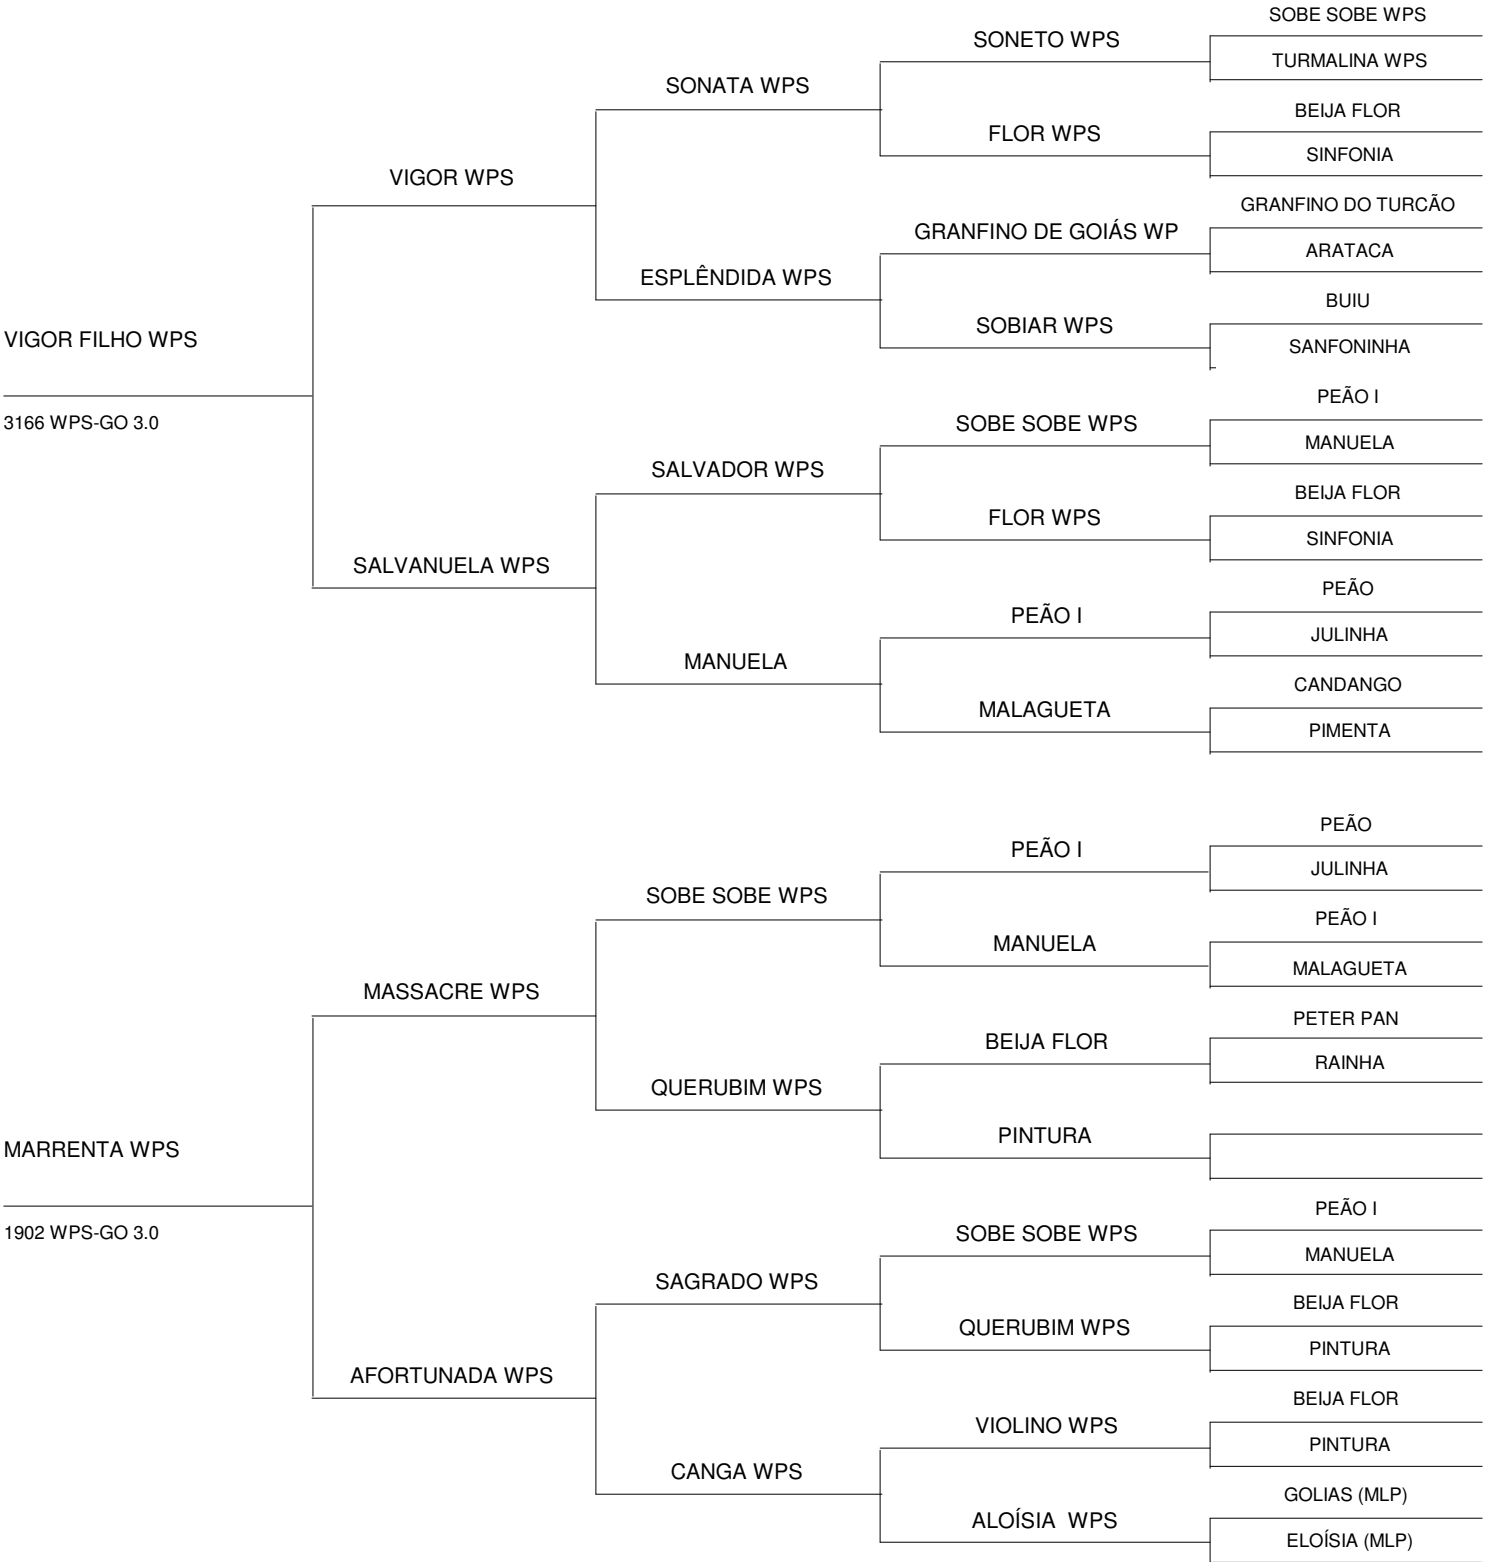 SOBE SOBE WPS
SONETO WPS
TURMALINA WPS
SONATA WPS
BEIJA FLOR
FLOR WPS
SINFONIA
VIGOR WPS
GRANFINO DO TURCÃO
GRANFINO DE GOIÁS WP
ARATACA
ESPLÊNDIDA WPS
BUIU
SOBIAR WPS
SANFONINHA
VIGOR FILHO WPS
3166 WPS-GO 3.0
PEÃO I
SOBE SOBE WPS
MANUELA
SALVADOR WPS
BEIJA FLOR
FLOR WPS
SINFONIA
SALVANUELA WPS
PEÃO
PEÃO I
JULINHA
MANUELA
CANDANGO
MALAGUETA
PIMENTA
PEÃO
PEÃO I
JULINHA
SOBE SOBE WPS
PEÃO I
MANUELA
MALAGUETA
MASSACRE WPS
PETER PAN
BEIJA FLOR
RAINHA
QUERUBIM WPS
PINTURA
MARRENTA WPS
1902 WPS-GO 3.0
PEÃO I
SOBE SOBE WPS
MANUELA
SAGRADO WPS
BEIJA FLOR
QUERUBIM WPS
PINTURA
AFORTUNADA WPS
BEIJA FLOR
VIOLINO WPS
PINTURA
CANGA WPS
GOLIAS (MLP)
ALOÍSIA WPS
ELOÍSIA (MLP)